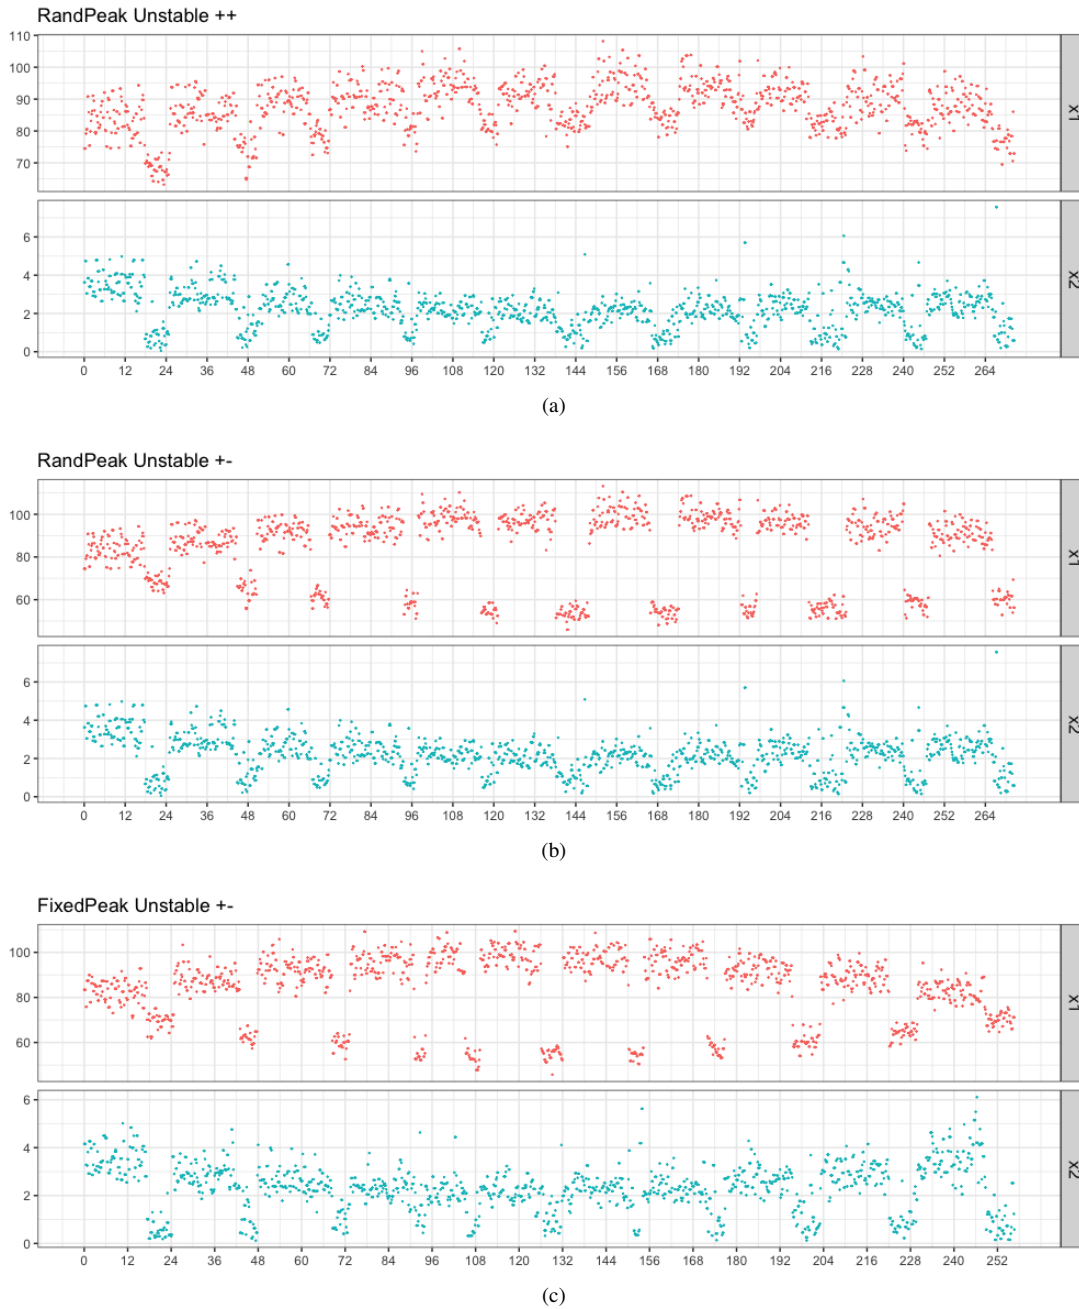 RandPeak Unstable ++
110
100
90
80
70
X1
6
4
2
0
X2
0 12 24 36 48 60 72 84 96 108 120 132 144 156 168 180 192 204 216 228 240 252 264
(a)
RandPeak Unstable +-
100
80
60
X1
6
4
2
0
X2
0 12 24 36 48 60 72 84 96 108 120 132 144 156 168 180 192 204 216 228 240 252 264
(b)
FixedPeak Unstable +-
100
80
60
X1
6
4
2
0
X2
0 12 24 36 48 60 72 84 96 108 120 132 144 156 168 180 192 204 216 228 240 252
(c)